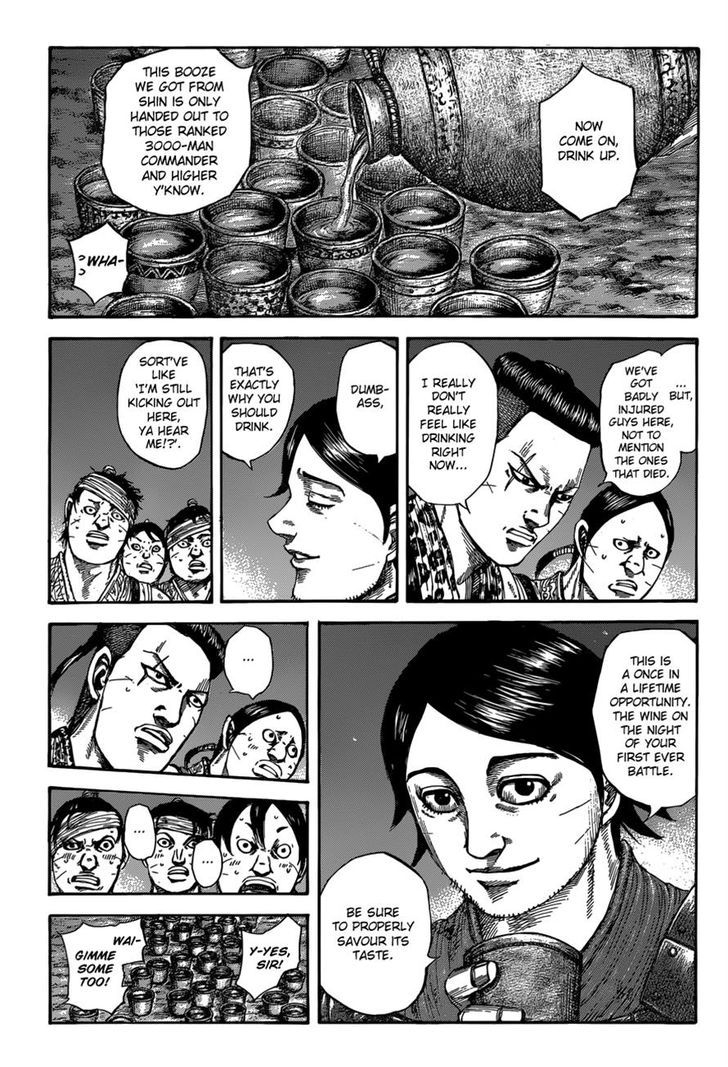 NOW
COME ON,
DRINK UP.
THIS BOOZE
WE GOT FROM
SHIN IS ONLY
HANDED OUT TO
THOSE RANKED
3000-MAN
COMMANDER
AND HIGHER
Y'KNOW.
WHA-
...
BUT,
WE'VE
GOT
BADLY
INJURED
GUYS HERE,
NOT TO
MENTION
THE ONES
THAT DIED.
I REALLY
DON'T
REALLY
FEEL LIKE
DRINKING
RIGHT
NOW...
DUMB-
ASS,
THAT'S
EXACTLY
WHY YOU
SHOULD
DRINK.
SORT'VE
LIKE
'I'M STILL
KICKING OUT
HERE,
YA HEAR
ME!?'.
THIS IS
A ONCE IN
A LIFETIME
OPPORTUNITY.
THE WINE ON
THE NIGHT
OF YOUR
FIRST EVER
BATTLE.
BE SURE
TO PROPERLY
SAVOUR ITS
TASTE.
...
...
...
Y-YES,
SIR!
WAI-
GIMME
SOME
TOO!